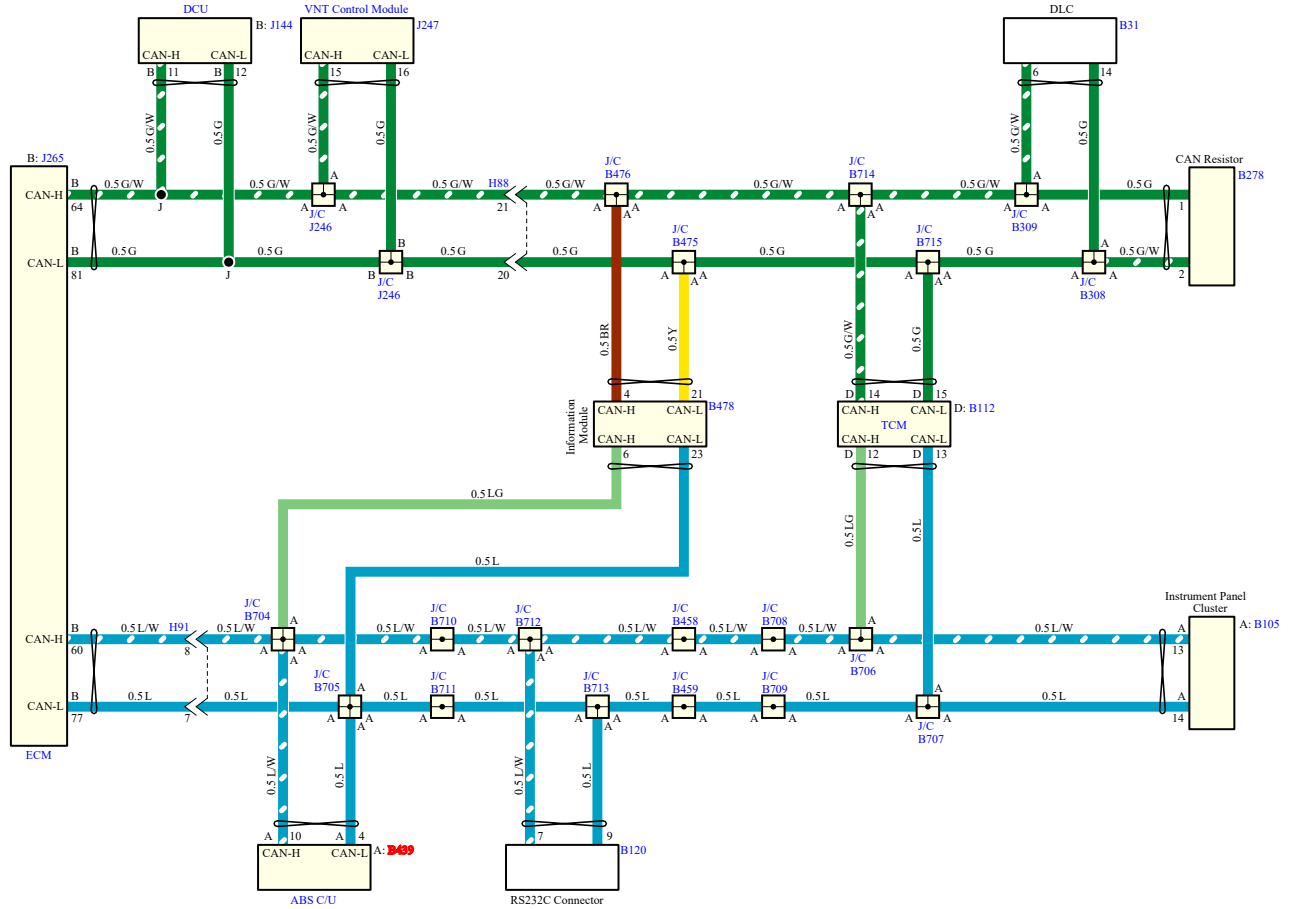 DCU
B: J144
VNT Control Module
J247
DLC
B31
CAN-H CAN-L
CAN-H CAN-L
B 11 B 12
15 16
6 14
0.5 G/W
0.5 G
0.5 G/W
0.5 G
0.5 G/W
0.5 G
B: J265
J/C
B476
J/C
B714
CAN Resistor
B278
CAN-H
B
64
0.5 G/W
0.5 G/W
A
0.5 G/W
H88
0.5 G/W
0.5 G/W
0.5 G/W
A
0.5 G
J
A A
J/C
J246
21
A A A
A A A
A A
J/C
B309
1
CAN-L
B
81
0.5 G
0.5 G
B
0.5 G
0.5 G
J/C
B475
0.5 G
J/C
B715
0.5 G
A
0.5 G/W
J
B B
J/C
J246
20
A A A
A A A
A A
J/C
B308
2
0.5 BR
0.5 Y
0.5 G/W
0.5 G
4 21
D 14 D 15
Information
Module
CAN-H CAN-L
B478
CAN-H CAN-L
D: B112
TCM
CAN-H CAN-L
CAN-H CAN-L
6 23
D 12 D 13
0.5 LG
0.5 L
0.5 LG
0.5 L
Instrument Panel
Cluster
A: B105
J/C
B704
J/C
B710
J/C
B712
J/C
B458
J/C
B708
CAN-H
B
60
0.5 L/W
H91
8
0.5 L/W
A
A A A
0.5 L/W
A A
0.5 L/W
A A A
0.5 L/W
A A
0.5 L/W
A A
0.5 L/W
A
A A
J/C
B706
0.5 L/W
A
13
J/C
B705
J/C
B711
J/C
B713
J/C
B459
J/C
B709
CAN-L
B
77
0.5 L
7
0.5 L
A
A A A
0.5 L
A A
0.5 L
A A A
0.5 L
A A
0.5 L
A A
0.5 L
A
A A
J/C
B707
0.5 L
A
14
ECM
0.5 L/W
0.5 L
0.5 L/W
0.5 L
A 10 A 4
7 9
CAN-H CAN-L
A:
B120
ABS C/U
RS232C Connector